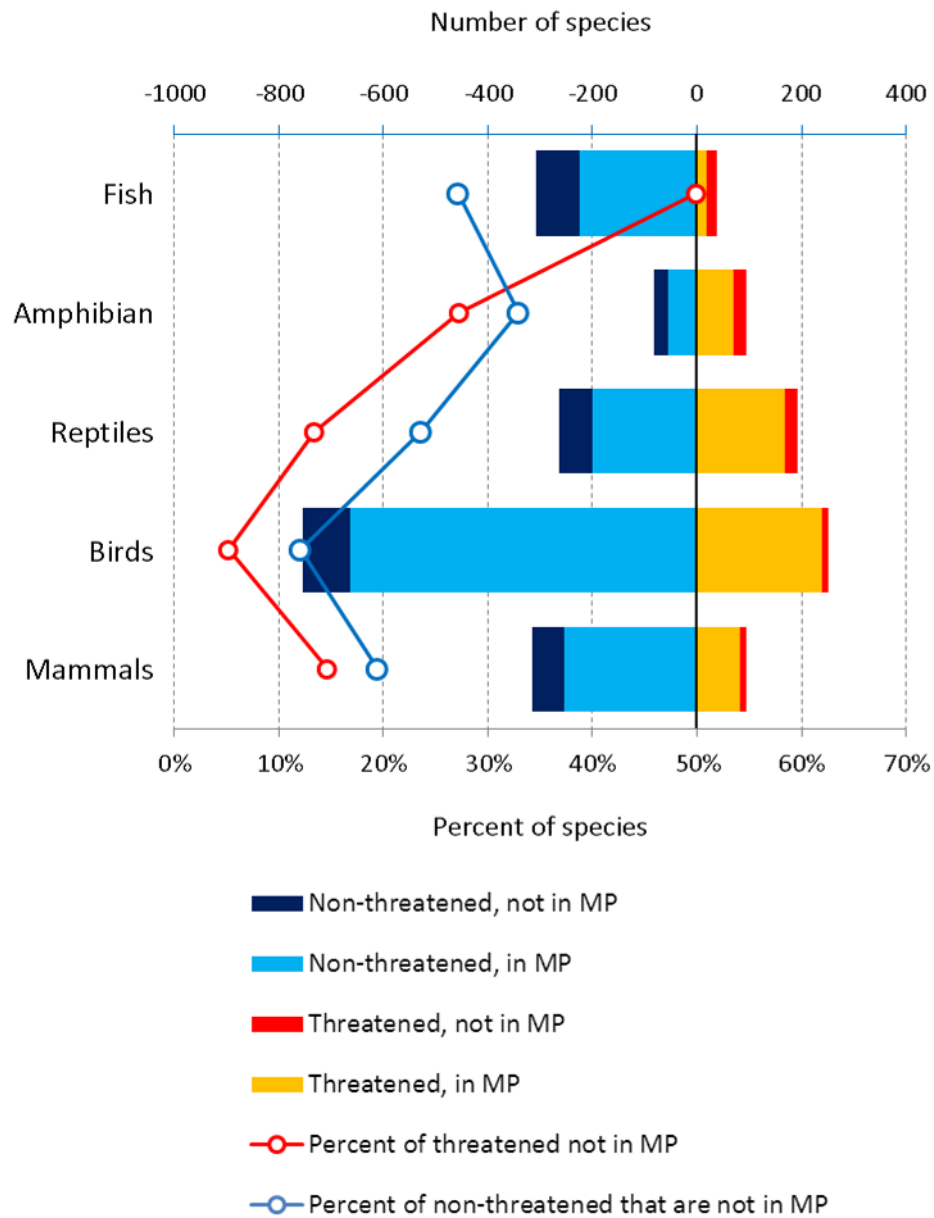 Number of species
-1000 -800 -600 -400 -200 0 200 400
Fish
Amphibian
Reptiles
Birds
Mammals
0% 10% 20% 30% 40% 50% 60% 70%
Percent of species
Non-threatened, not in MP
Non-threatened, in MP
Threatened, not in MP
Threatened, in MP
Percent of threatened not in MP
Percent of non-threatened that are not in MP